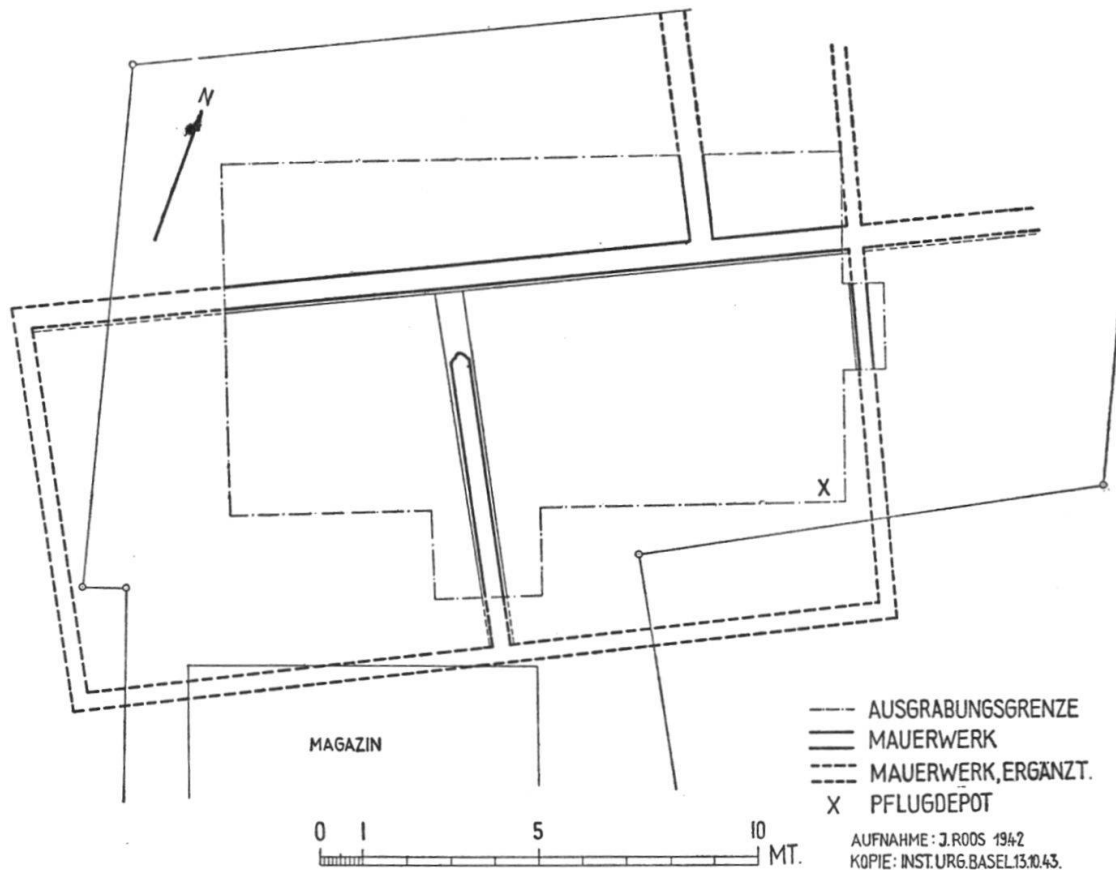 N
X
MAGAZIN
AUSGRABUNGSGRENZE
MAUERWERK
MAUERWERK, ERGÄNZT.
X PFLUGDEPOT
0 1 5 10 MT.
AUFNAHME: J. ROOS 1942
KOPIE: INST. URG. BASEL 13.10.43.